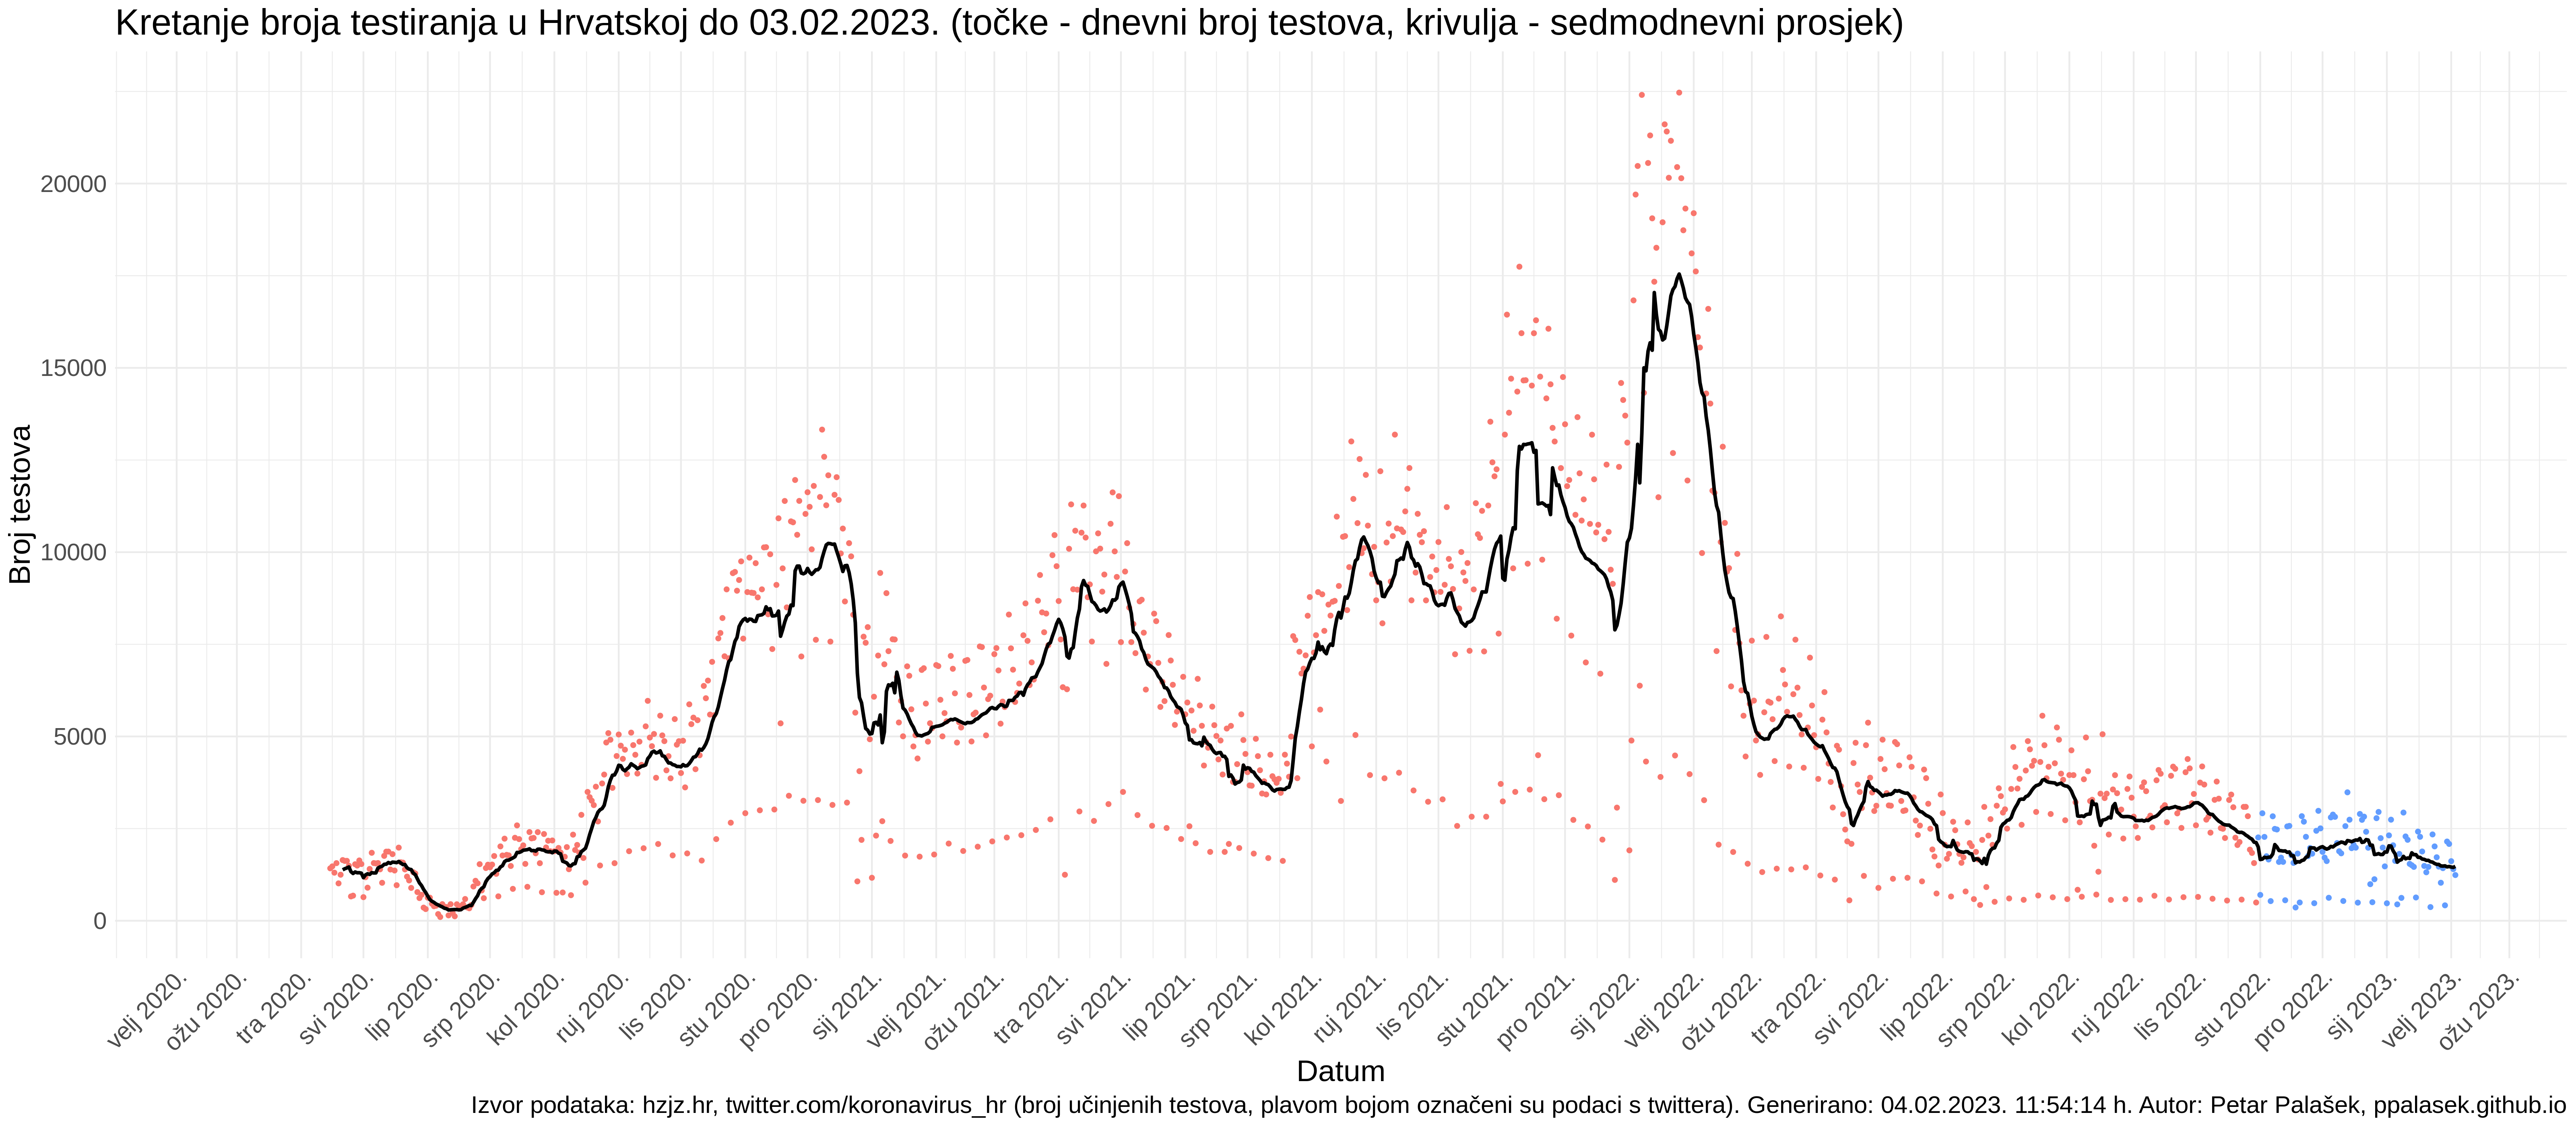 Kretanje broja testiranja u Hrvatskoj do 03.02.2023. (točke - dnevni broj testova, krivulja - sedmodnevni prosjek)
Broj testova
20000
15000
10000
5000
0
velj 2020.
ožu 2020.
tra 2020.
svi 2020.
lip 2020.
srp 2020.
kol 2020.
ruj 2020.
lis 2020.
stu 2020.
pro 2020.
sij 2021.
velj 2021.
ožu 2021.
tra 2021.
svi 2021.
lip 2021.
srp 2021.
kol 2021.
ruj 2021.
lis 2021.
stu 2021.
pro 2021.
sij 2022.
velj 2022.
ožu 2022.
tra 2022.
svi 2022.
lip 2022.
srp 2022.
kol 2022.
ruj 2022.
lis 2022.
stu 2022.
pro 2022.
sij 2023.
velj 2023.
ožu 2023.
Datum
Izvor podataka: hzjz.hr, twitter.com/koronavirus_hr (broj učinjenih testova, plavom bojom označeni su podaci s twittera). Generirano: 04.02.2023. 11:54:14 h. Autor: Petar Palašek, ppalasek.github.io